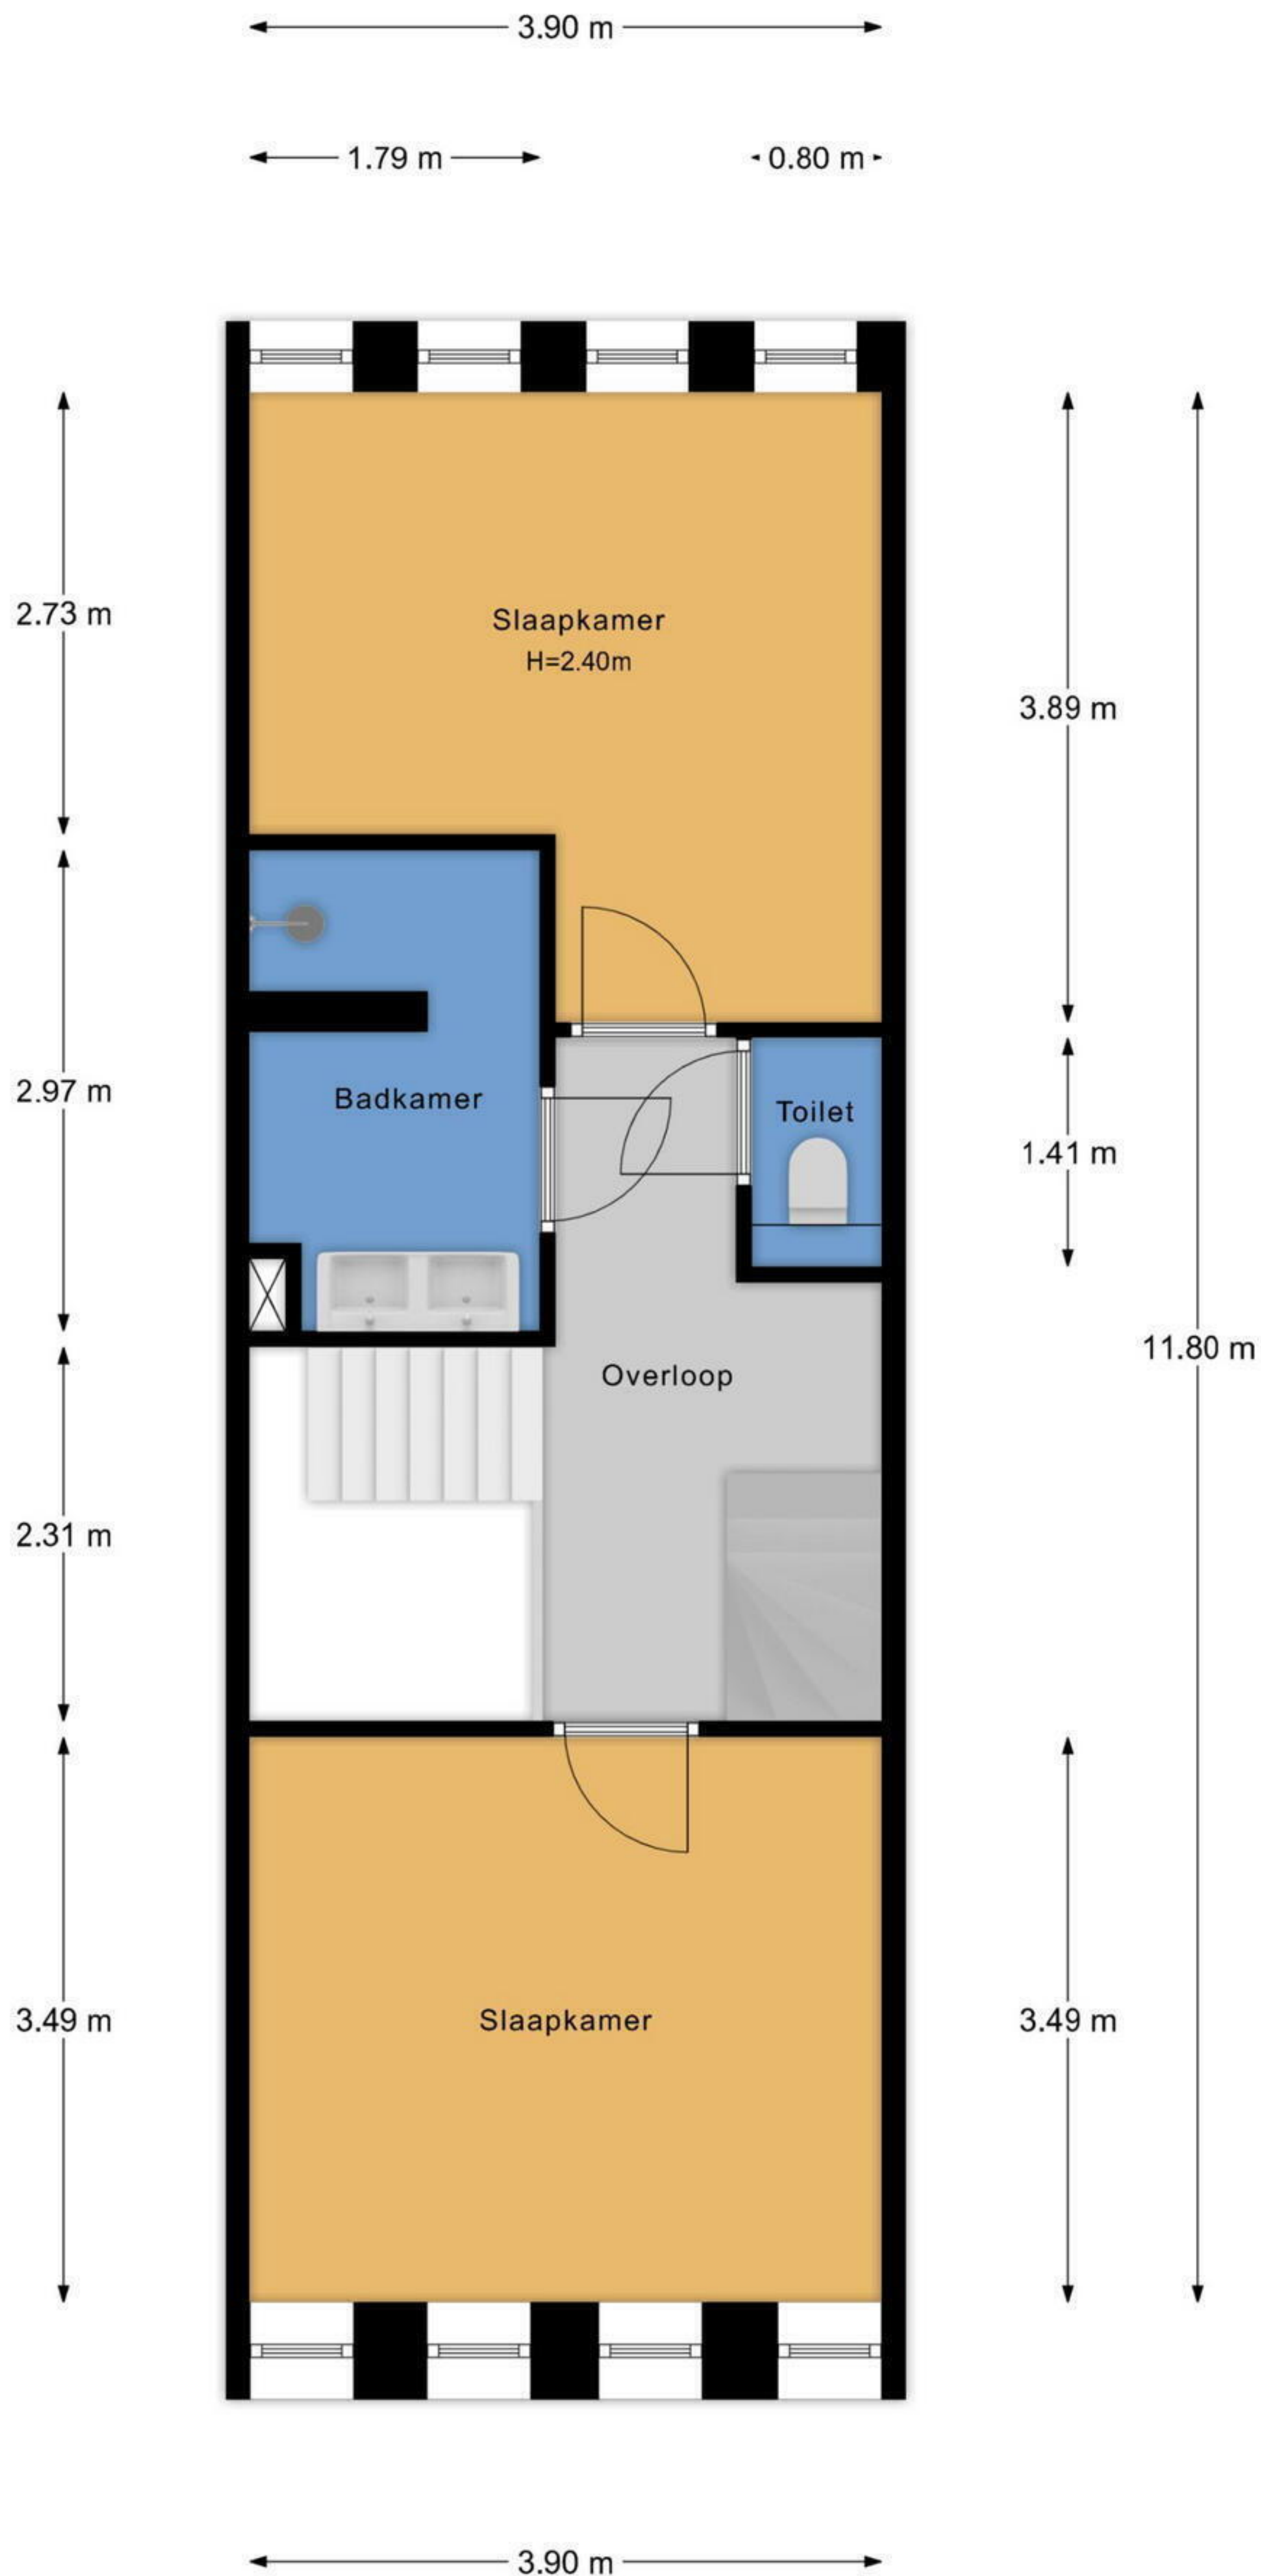 3.90 m
1.79 m
0.80 m
2.73 m
Slaapkamer
H=2.40m
3.89 m
2.97 m
Badkamer
Toilet
1.41 m
11.80 m
Overloop
2.31 m
3.49 m
Slaapkamer
3.49 m
3.90 m